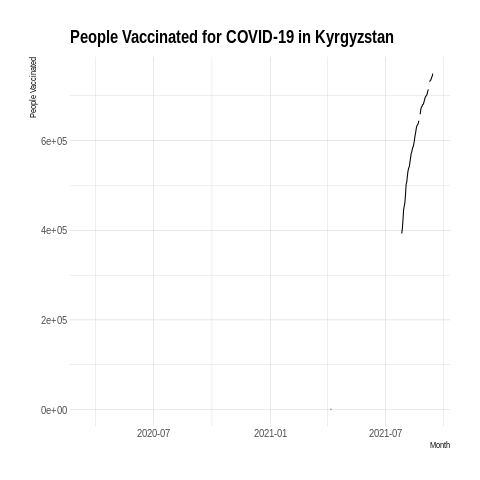 People Vaccinated for COVID-19 in Kyrgyzstan
People Vaccinated
6e+05
4e+05
2e+05
0e+00
2020-07 2021-01 2021-07
Month